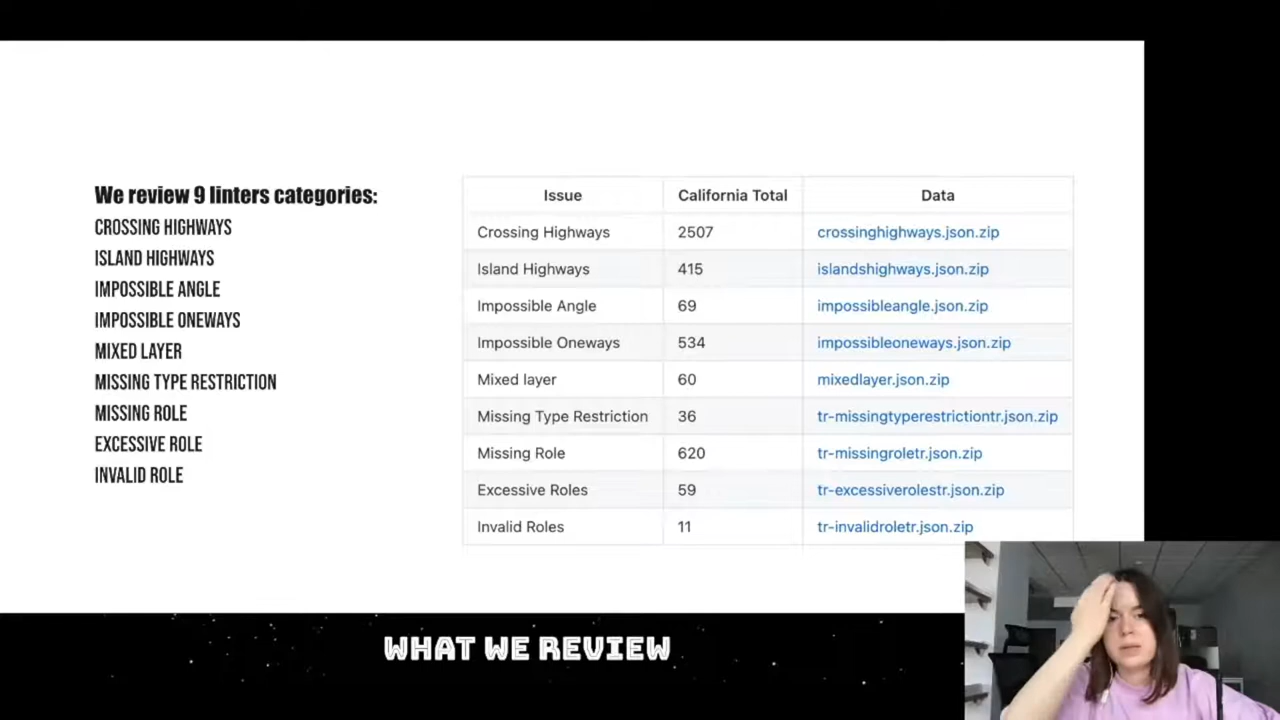 We review 9 linters categories:
CROSSING HIGHWAYS
ISLAND HIGHWAYS
IMPOSSIBLE ANGLE
IMPOSSIBLE ONEWAYS
MIXED LAYER
MISSING TYPE RESTRICTION
MISSING ROLE
EXCESSIVE ROLE
INVALID ROLE
Issue California Total Data
Crossing Highways 2507 crossinghighways.json.zip
Island Highways 415 islandshighways.json.zip
Impossible Angle 69 impossibleangle.json.zip
Impossible Oneways 534 impossibleoneways.json.zip
Mixed layer 60 mixedlayer.json.zip
Missing Type Restriction 36 tr-missingtyperestrictiontr.json.zip
Missing Role 620 tr-missingroletr.json.zip
Excessive Roles 59 tr-excessiverolestr.json.zip
Invalid Roles 11 tr-invalidroletr.json.zip
WHAT WE REVIEW